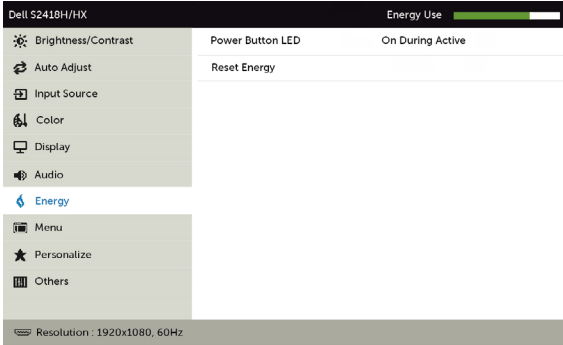 Dell S2418H/HX Energy Use
Brightness/Contrast Power Button LED On During Active
Auto Adjust Reset Energy
Input Source
Color
Display
Audio
Energy
Menu
Personalize
Others
Resolution : 1920x1080, 60Hz